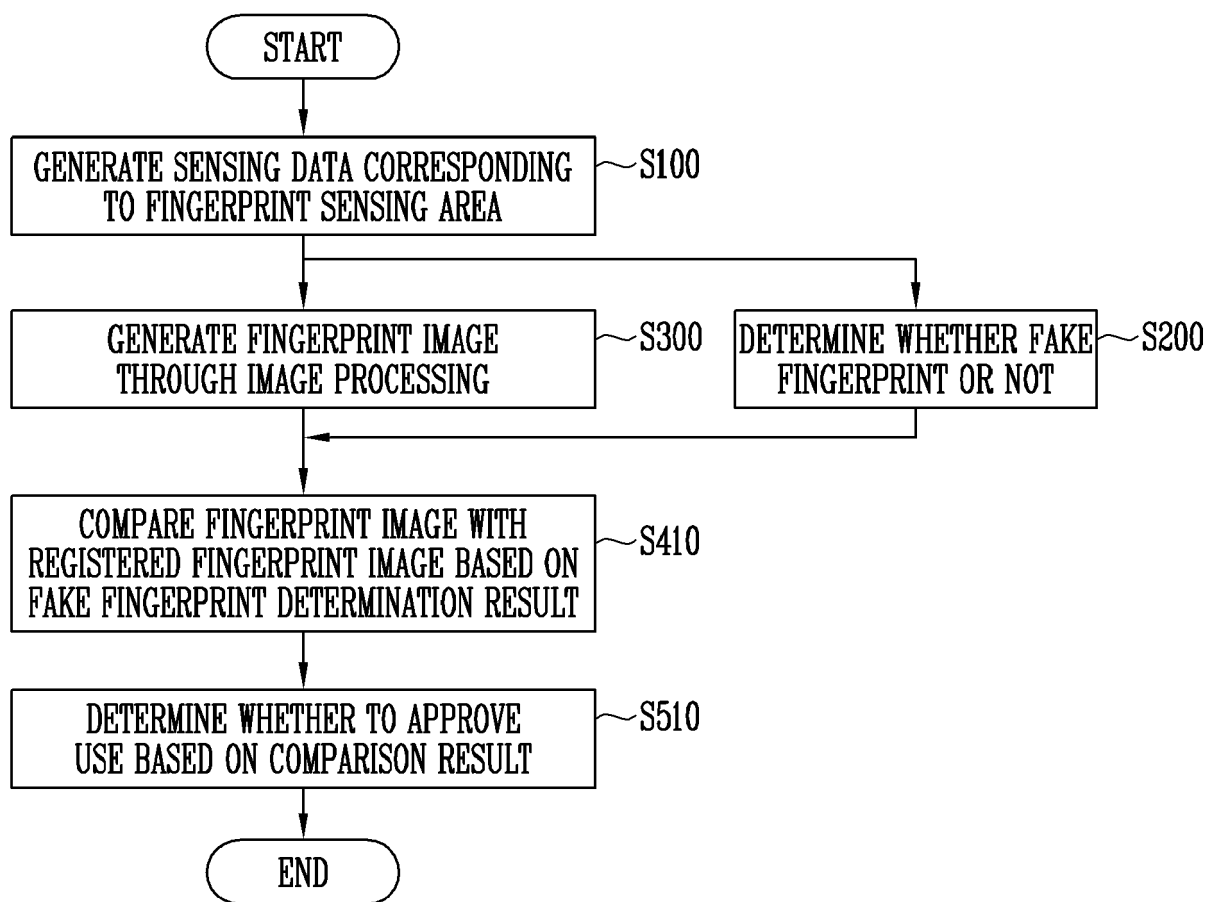 START
GENERATE SENSING DATA CORRESPONDING
TO FINGERPRINT SENSING AREA
S100
GENERATE FINGERPRINT IMAGE
THROUGH IMAGE PROCESSING
S300
DETERMINE WHETHER FAKE
FINGERPRINT OR NOT
S200
COMPARE FINGERPRINT IMAGE WITH
REGISTERED FINGERPRINT IMAGE BASED ON
FAKE FINGERPRINT DETERMINATION RESULT
S410
DETERMINE WHETHER TO APPROVE
USE BASED ON COMPARISON RESULT
S510
END